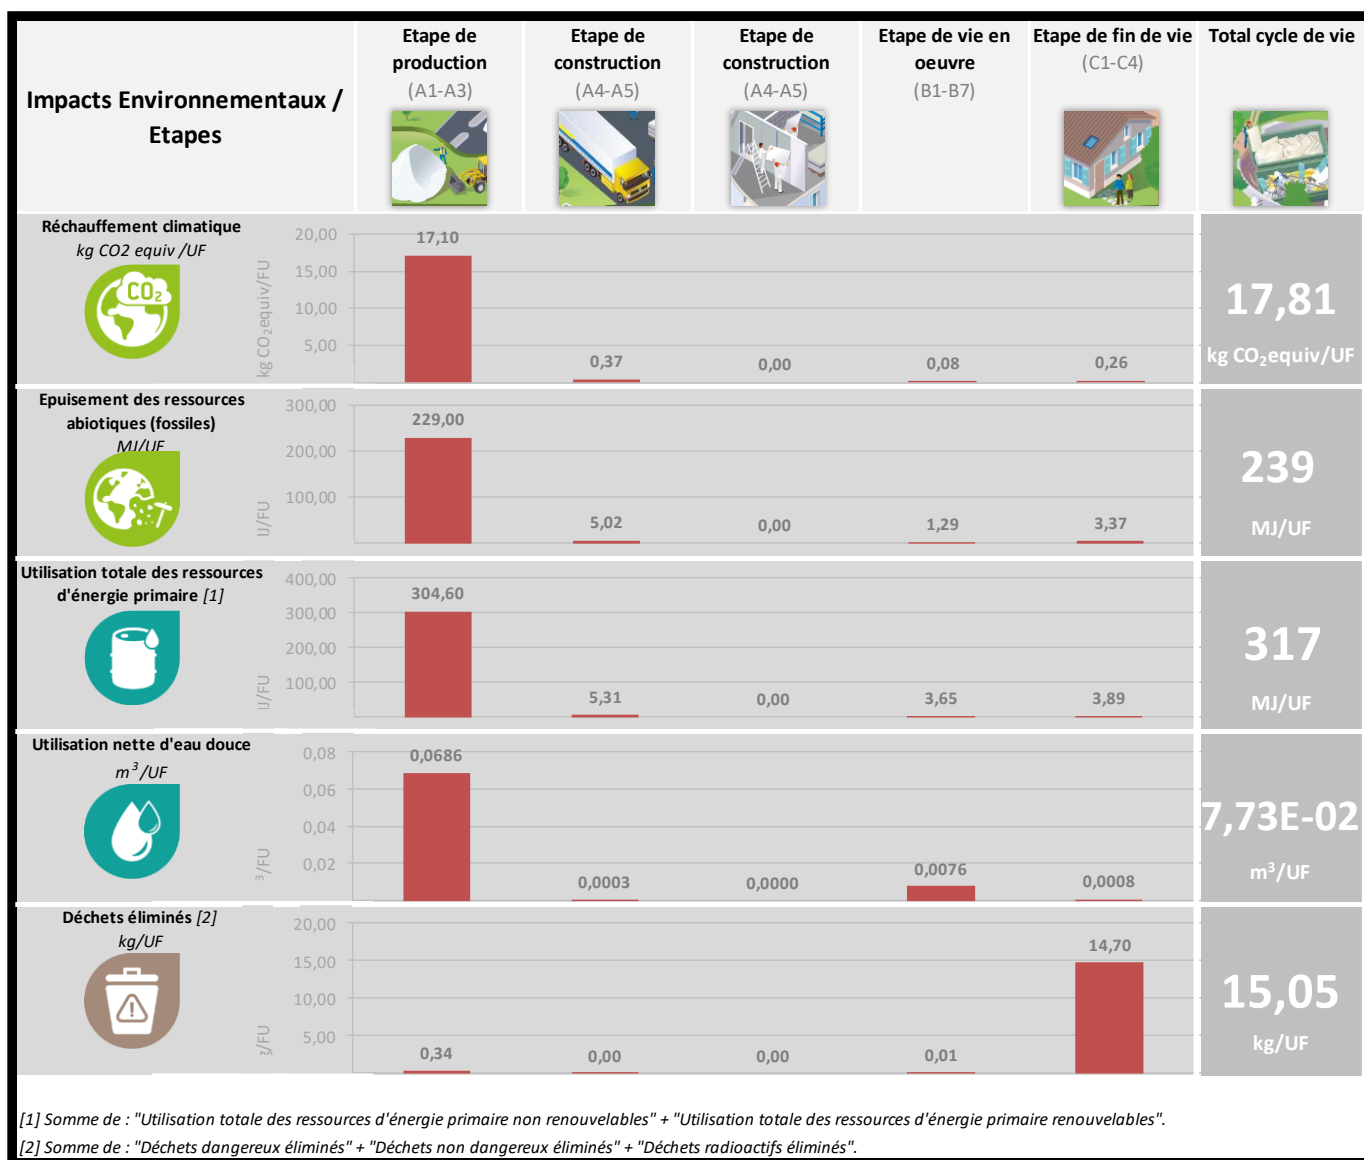 Impacts Environnementaux /
Etapes
Etape de
production
(A1-A3)
Etape de
construction
(A4-A5)
Etape de
construction
(A4-A5)
Etape de vie en
oeuvre
(B1-B7)
Etape de fin de vie
(C1-C4)
Total cycle de vie
Réchauffement climatique
kg CO2 equiv /UF
CO2
kg CO2equiv/FU
20,00
15,00
10,00
5,00
17,10
0,37
0,00
0,08
0,26
17,81
kg CO2equiv/UF
Epuisement des ressources
abiotiques (fossiles)
MJ/UF
IJ/FU
300,00
200,00
100,00
229,00
5,02
0,00
1,29
3,37
239
MJ/UF
Utilisation totale des ressources
d'énergie primaire [1]
IJ/FU
400,00
300,00
200,00
100,00
304,60
5,31
0,00
3,65
3,89
317
MJ/UF
Utilisation nette d'eau douce
m3/UF
3/FU
0,08
0,06
0,04
0,02
0,0686
0,0003
0,0000
0,0076
0,0008
7,73E-02
m3/UF
Déchets éliminés [2]
kg/UF
/FU
20,00
15,00
10,00
5,00
0,34
0,00
0,00
0,01
14,70
15,05
kg/UF
[1] Somme de : "Utilisation totale des ressources d'énergie primaire non renouvelables" + "Utilisation totale des ressources d'énergie primaire renouvelables".
[2] Somme de : "Déchets dangereux éliminés" + "Déchets non dangereux éliminés" + "Déchets radioactifs éliminés".